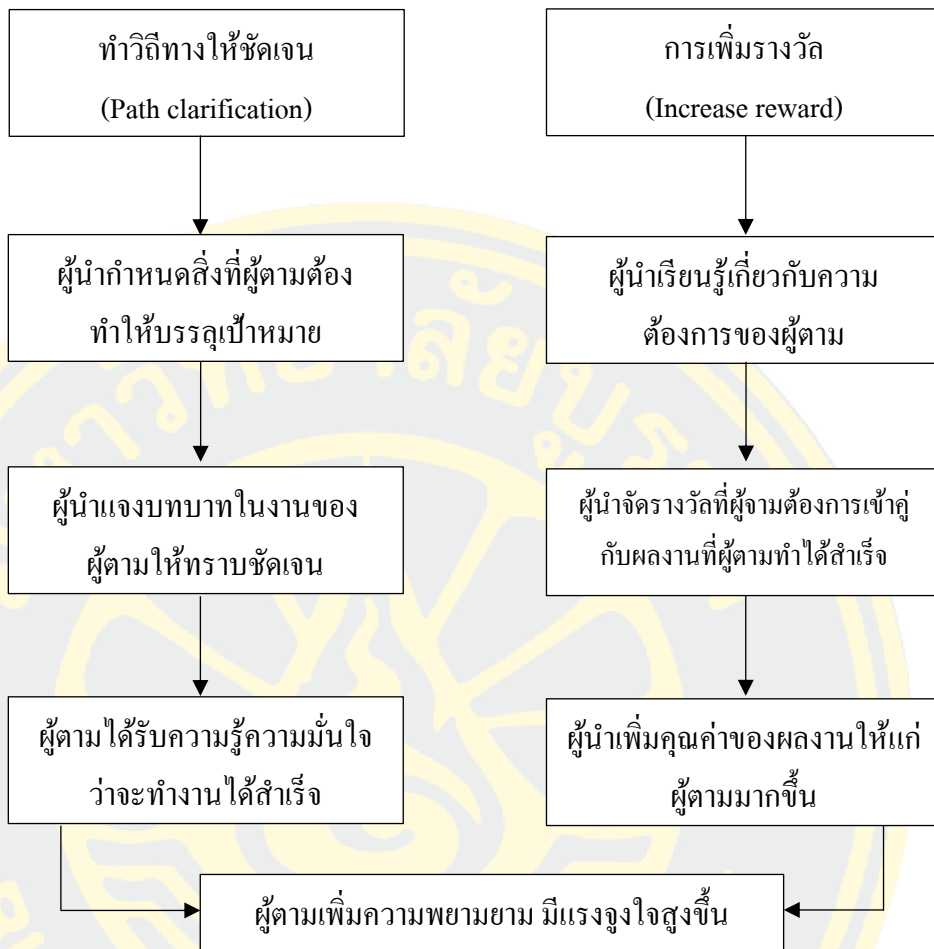 ทำวิถีทางให้ชัดเจน
(Path clarification)
การเพิ่มรางวัล
(Increase reward)
ผู้นำกำหนดสิ่งที่ผู้ตามต้อง
ทำให้บรรลุเป้าหมาย
ผู้นำเรียนรู้เกี่ยวกับความ
ต้องการของผู้ตาม
ผู้นำแจงบทบาทในงานของ
ผู้ตามให้ทราบชัดเจน
ผู้นำจัดรางวัลที่ผู้จามต้องการเข้าคู่
กับผลงานที่ผู้ตามทำได้สำเร็จ
ผู้ตามได้รับความรู้ความมั่นใจ
ว่าจะทำงานได้สำเร็จ
ผู้นำเพิ่มคุณค่าของผลงานให้แก่
ผู้ตามมากขึ้น
ผู้ตามเพิ่มความพยามยาม มีแรงจูงใจสูงขึ้น